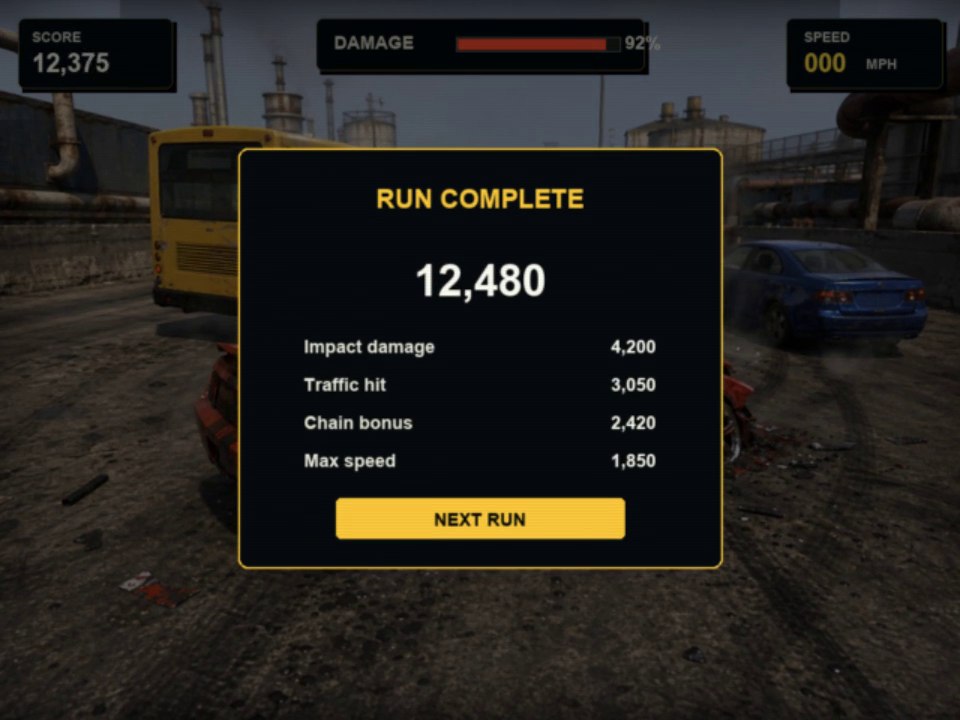 SCORE
12,375
DAMAGE 92%
SPEED
000 MPH
RUN COMPLETE
12,480
Impact damage 4,200
Traffic hit 3,050
Chain bonus 2,420
Max speed 1,850
NEXT RUN